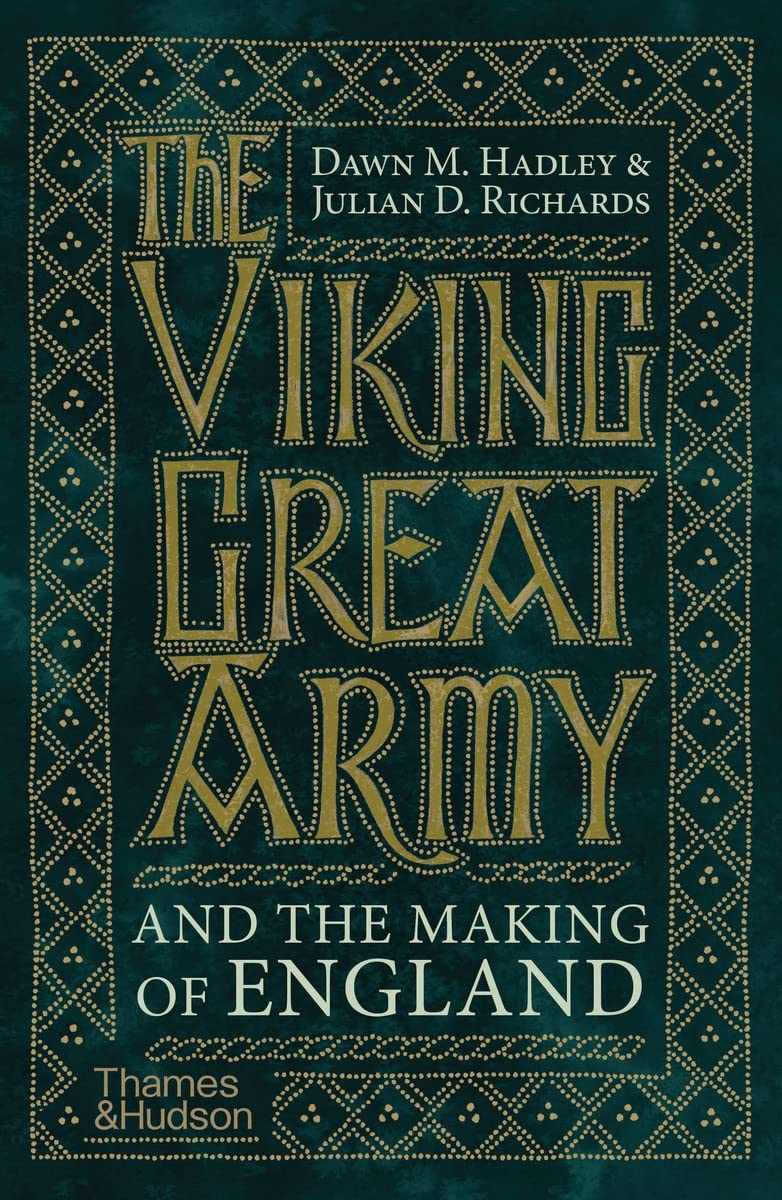 THE
DAWN M. HADLEY &
JULIAN D. RICHARDS
VIKING
GREAT
ARMY
AND THE MAKING
OF ENGLAND
Thames
&Hudson